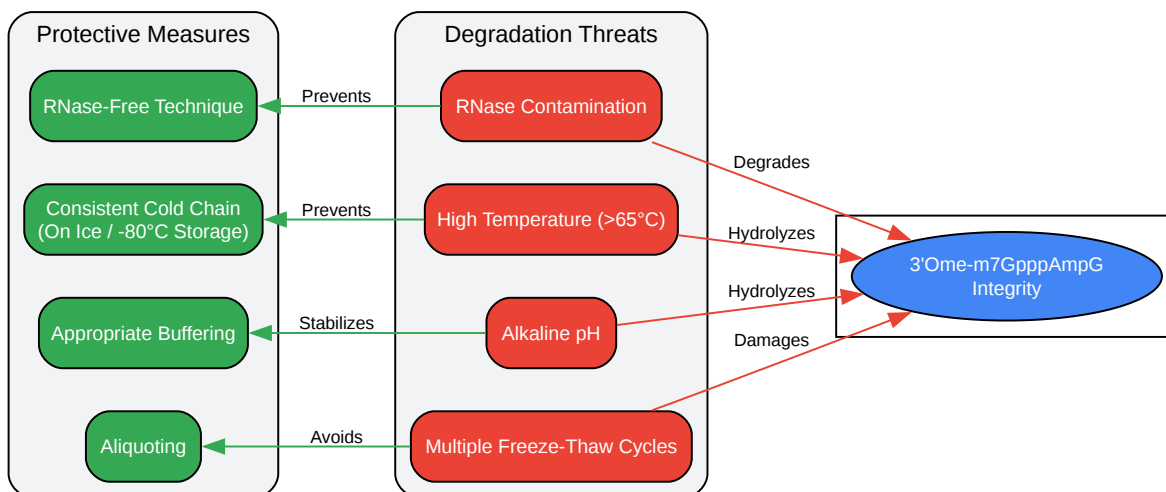 Protective Measures
Degradation Threats
RNase-Free Technique
Prevents
RNase Contamination
Degrades
Consistent Cold Chain
(On Ice / -80°C Storage)
Prevents
High Temperature (>65°C)
Hydrolyzes
3'Ome-m7GpppAmpG
Integrity
Appropriate Buffering
Stabilizes
Alkaline pH
Hydrolyzes
Damages
Aliquoting
Avoids
Multiple Freeze-Thaw Cycles